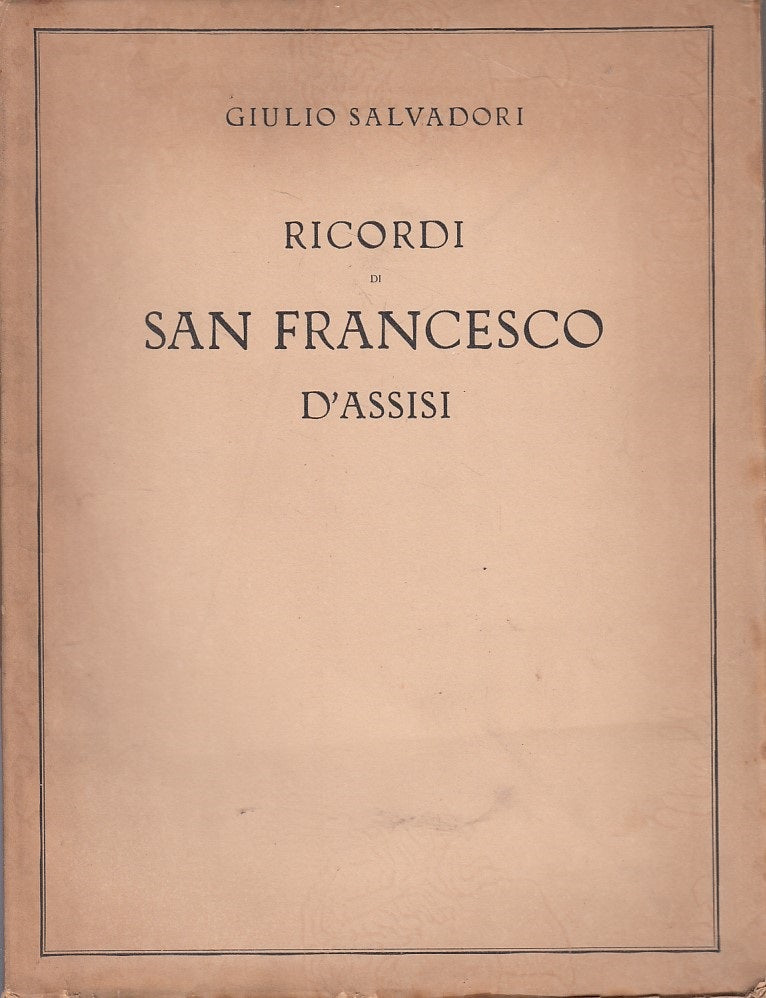 GIULIO SALVADORI
RICORDI
DI
SAN FRANCESCO
D'ASSISI